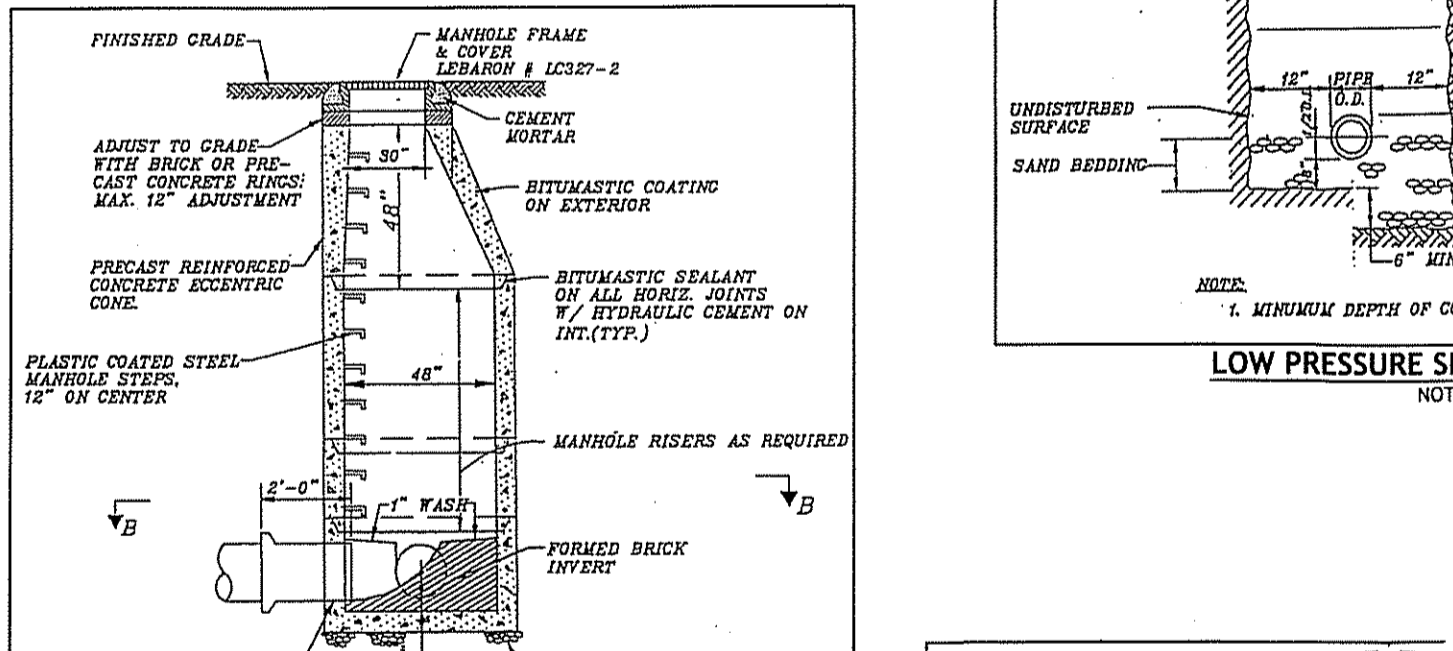 FINISHED GRADE
MANHOLE FRAME
& COVER
LEBARON # LC327-2
CEMENT
MORTAR
ADJUST TO GRADE
WITH BRICK OR PRE-
CAST CONCRETE RINGS:
MAX. 12" ADJUSTMENT
30"
48"
BITUMASTIC COATING
ON EXTERIOR
PRECAST REINFORCED
CONCRETE ECCENTRIC
CONE.
BITUMASTIC SEALANT
ON ALL HORIZ. JOINTS
W/ HYDRAULIC CEMENT ON
INT.(TYP.)
PLASTIC COATED STEEL
MANHOLE STEPS,
12" ON CENTER
48"
MANHOLE RISERS AS REQUIRED
2'-0"
1" WASH
B
B
FORMED BRICK
INVERT
12"
PIPE
O.D.
12"
UNDISTURBED
SURFACE
SAND BEDDING
6" MIN
NOTE:
1. MINUMUM DEPTH OF
LOW PRESSURE